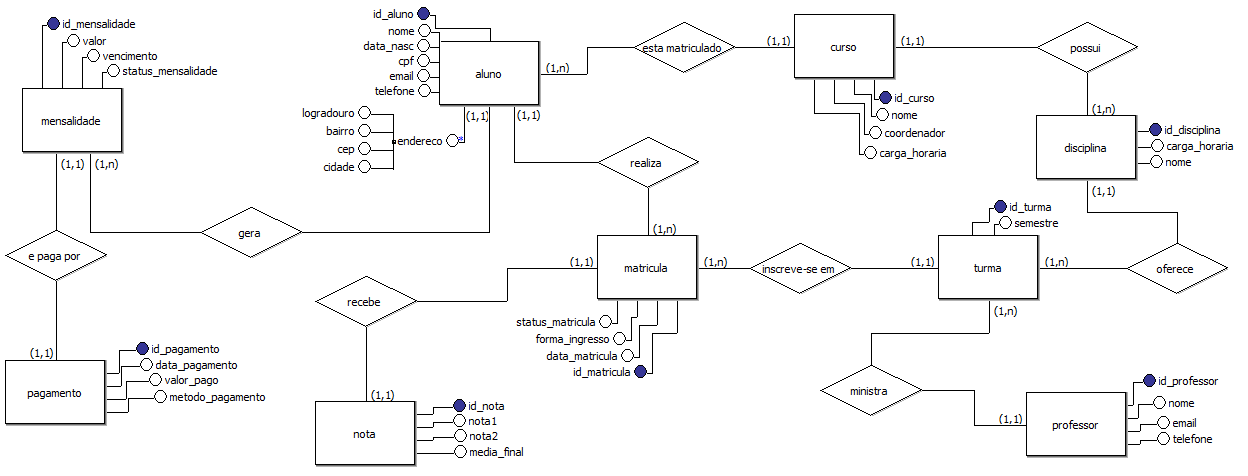 id_mensalidade
valor
vencimento
status_mensalidade
mensalidade
(1,1)
(1,n)
id_aluno
nome
data_nasc
cpf
email
telefone
aluno
(1,n)
(1,1)
(1,1)
logradouro
bairro
cep
cidade
endereco
*
esta matriculado
(1,1)
curso
(1,1)
id_curso
nome
coordenador
carga_horaria
possui
(1,n)
disciplina
id_disciplina
carga_horaria
nome
(1,1)
realiza
(1,n)
gera
e paga por
(1,1)
pagamento
id_pagamento
data_pagamento
valor_pago
metodo_pagamento
recebe
(1,1)
matricula
(1,n)
status_matricula
forma_ingresso
data_matricula
id_matricula
inscreve-se em
(1,1)
turma
(1,n)
id_turma
semestre
(1,n)
oferece
(1,1)
nota
id_nota
nota1
nota2
media_final
ministra
(1,1)
professor
id_professor
nome
email
telefone